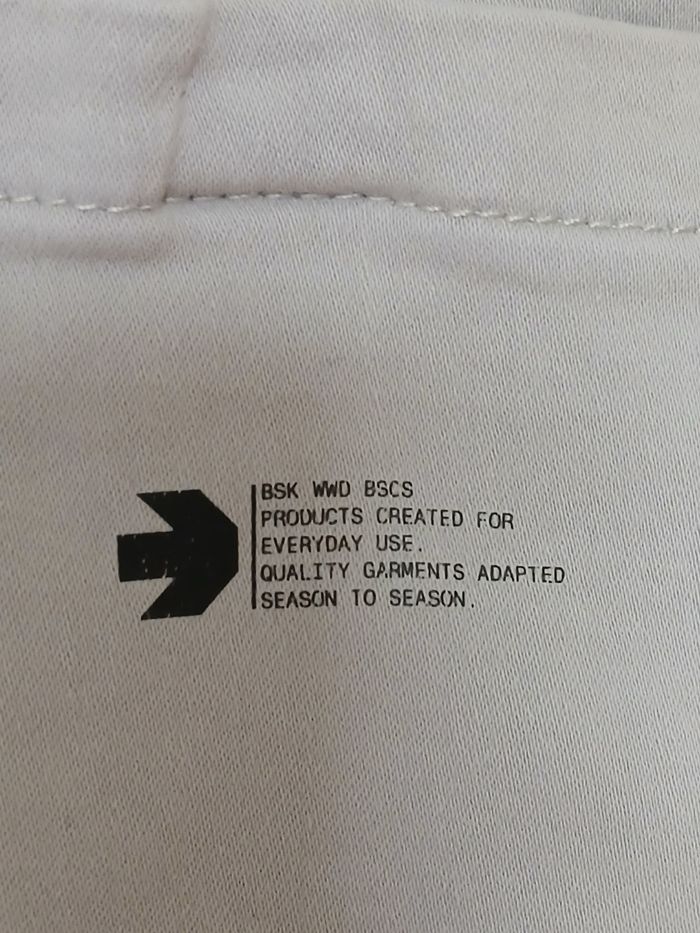 BSK WWD BSCS
PRODUCTS CREATED FOR
EVERYDAY USE.
QUALITY GARMENTS ADAPTED
SEASON TO SEASON.